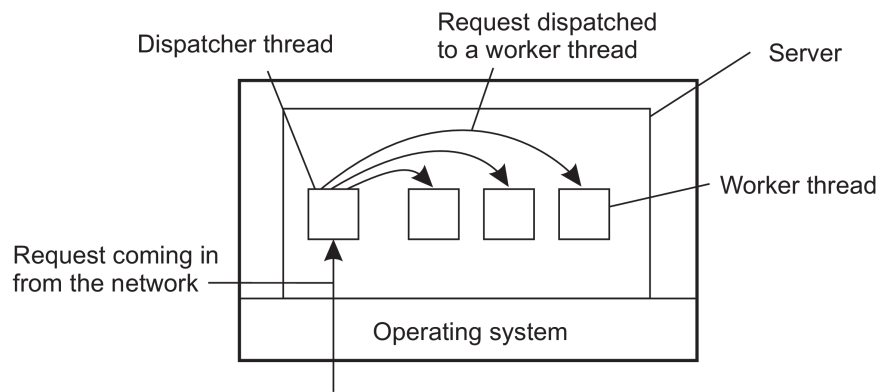 Request dispatched
to a worker thread
Dispatcher thread
Server
Worker thread
Request coming in
from the network
Operating system